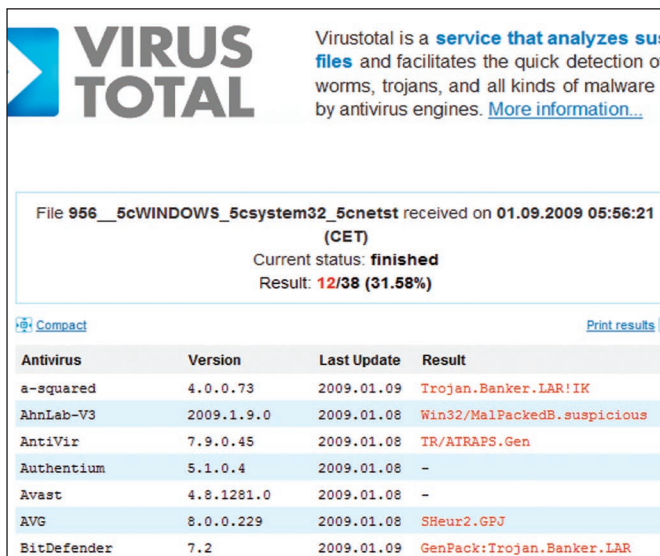 VIRUS
TOTAL
Virustotal is a service that analyzes
files and facilitates the quick detection
worms, trojans, and all kinds of malware
by antivirus engines. More information...
File 956__5cWINDOWS_5csystem32_5cnetst received on 01.09.2009 05:56:21
(CET)
Current status: finished
Result: 12/38 (31.58%)
Compact Print results
Antivirus Version Last Update Result
a-squared 4.0.0.73 2009.01.09 Trojan.Banker.LAR!IK
AhnLab-V3 2009.1.9.0 2009.01.08 Win32/MalPackedB.suspicious
AntiVir 7.9.0.45 2009.01.08 TR/ATRAPS.Gen
Authentium 5.1.0.4 2009.01.08 -
Avast 4.8.1281.0 2009.01.08 -
AVG 8.0.0.229 2009.01.08 SHeur2.GPJ
BitDefender 7.2 2009.01.09 GenPack:Trojan.Banker.LAR